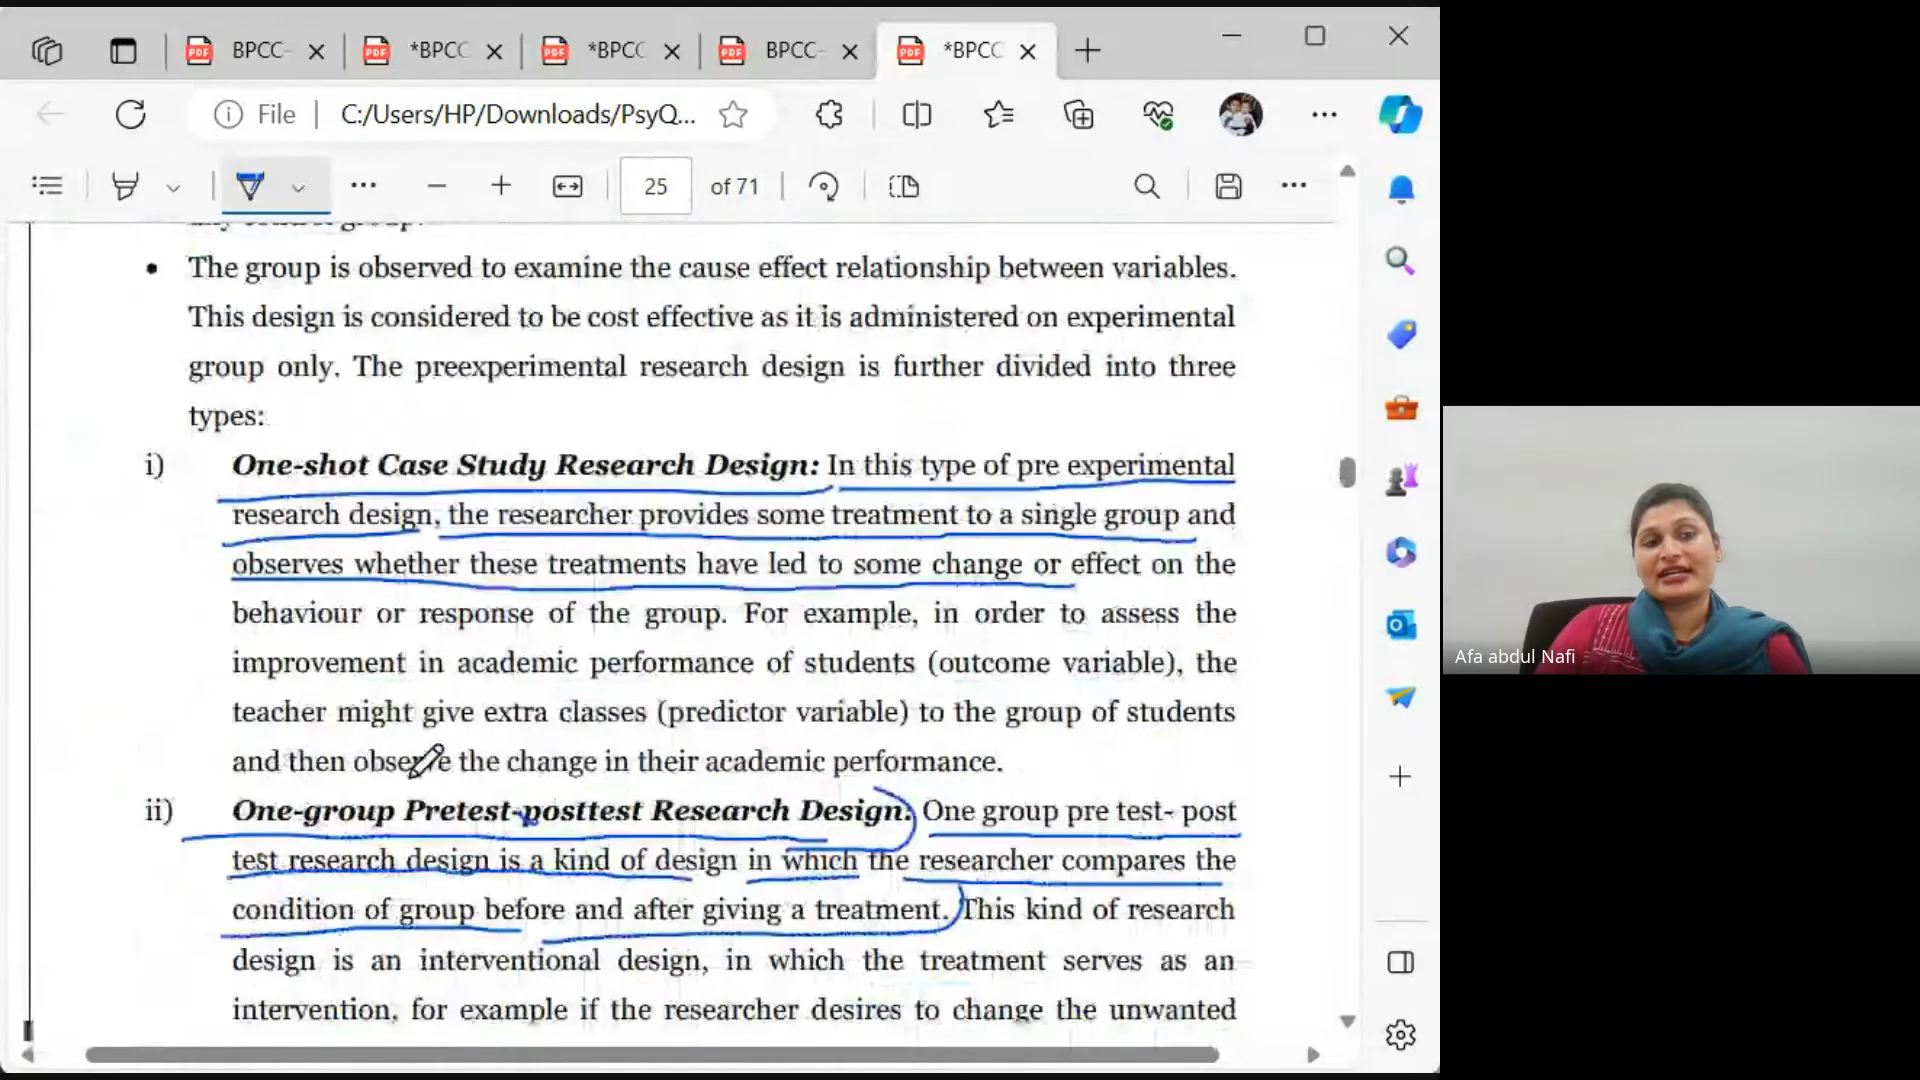 BPCC-
*BPCC
*BPCC
BPCC-
*BPCC
File
C:/Users/HP/Downloads/PsyQ...
25 of 71
The group is observed to examine the cause effect relationship between variables.
This design is considered to be cost effective as it is administered on experimental
group only. The preexperimental research design is further divided into three
types:
i) One-shot Case Study Research Design: In this type of pre experimental
research design, the researcher provides some treatment to a single group and
observes whether these treatments have led to some change or effect on the
behaviour or response of the group. For example, in order to assess the
improvement in academic performance of students (outcome variable), the
teacher might give extra classes (predictor variable) to the group of students
and then observe the change in their academic performance.
ii) One-group Pretest-posttest Research Design: One group pre test- post
test research design is a kind of design in which the researcher compares the
condition of group before and after giving a treatment. This kind of research
design is an interventional design, in which the treatment serves as an
intervention, for example if the researcher desires to change the unwanted
Afa abdul Nafi